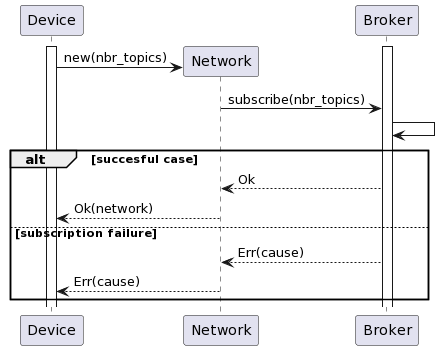 Device
Broker
new(nbr_topics)
Network
subscribe(nbr_topics)
alt [succesful case]
Ok
Ok(network)
[subscription failure]
Err(cause)
Err(cause)
Device Network Broker